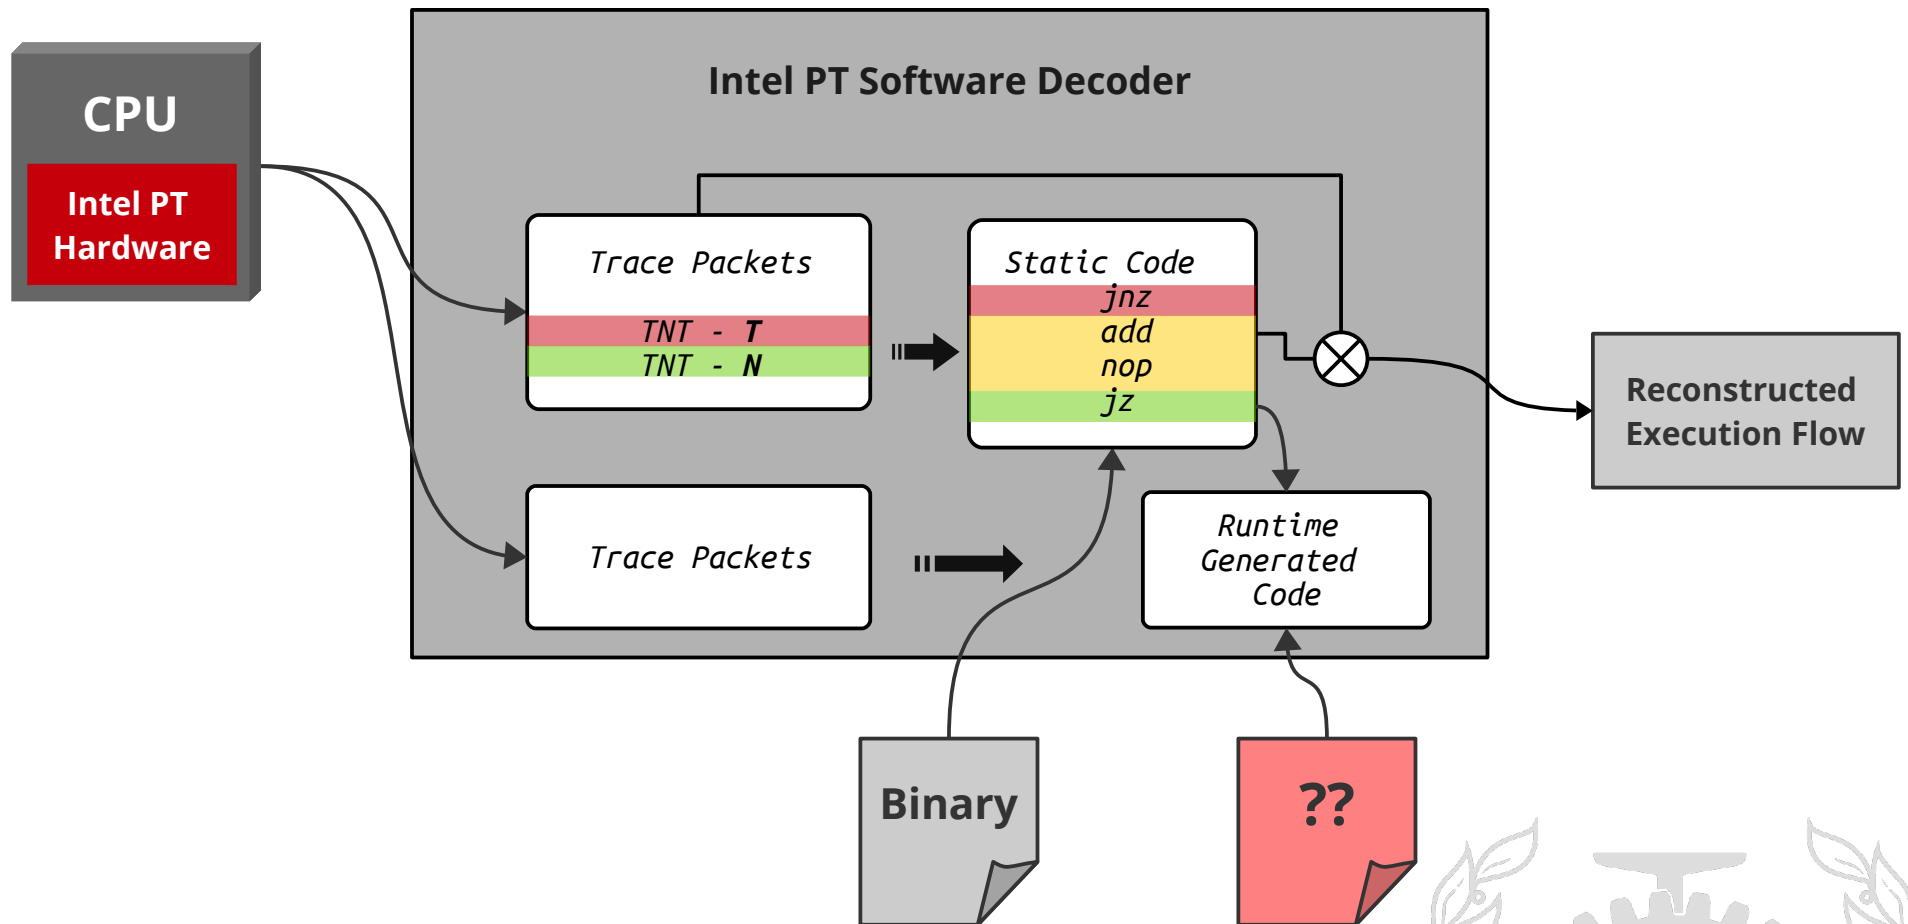 Intel PT Software Decoder
CPU
Intel PT
Hardware
Trace Packets
TNT - T
TNT - N
Static Code
jnz
add
nop
jz
Reconstructed
Execution Flow
Trace Packets
Runtime
Generated
Code
Binary
??